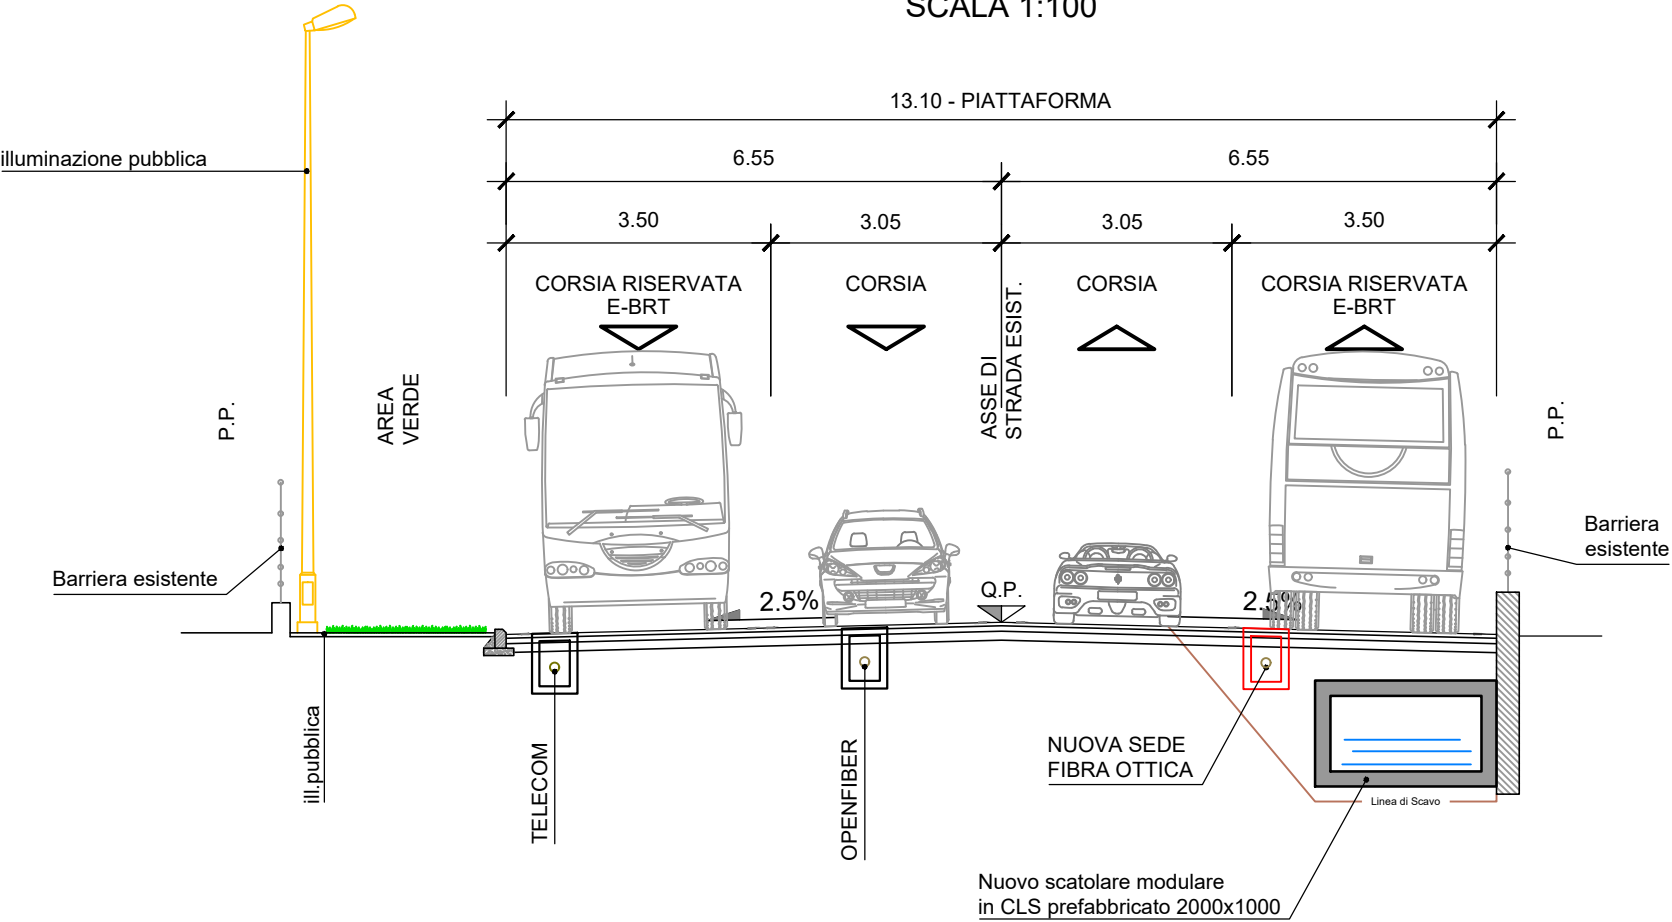 SCALA 1:100
13.10 - PIATTAFORMA
illuminazione pubblica
6.55
6.55
3.50
3.05
3.05
3.50
CORSIA RISERVATA
E-BRT
CORSIA
CORSIA
CORSIA RISERVATA
E-BRT
ASSE DI
STRADA ESIST.
P.P.
AREA
VERDE
P.P.
Barriera
esistente
Barriera esistente
2.5%
Q.P.
2.5%
ill.pubblica
TELECOM
OPENFIBER
NUOVA SEDE
FIBRA OTTICA
Linea di Scavo
Nuovo scatolare modulare
in CLS prefabbricato 2000x1000